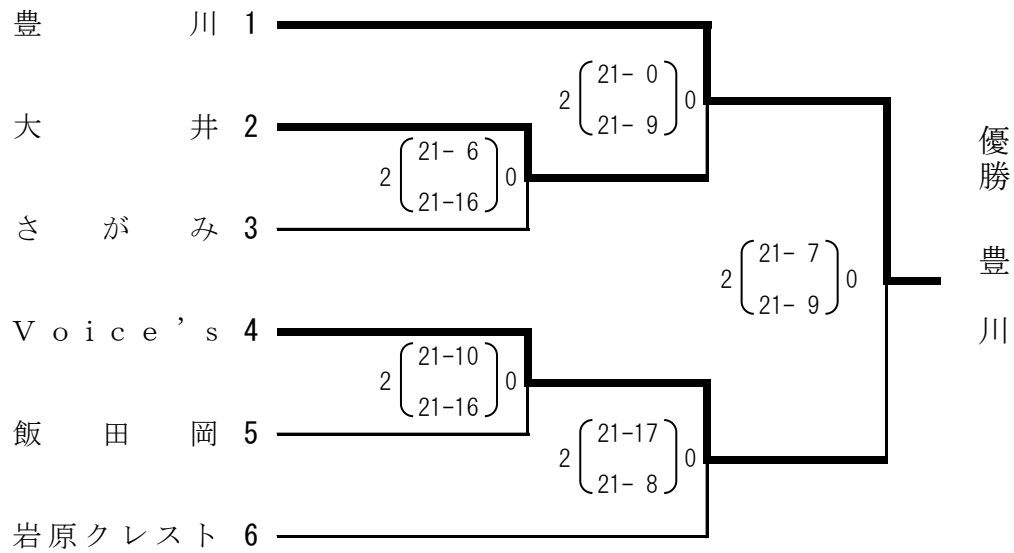 豊川 1
21- 0
2 0
21- 9
大井 2
21- 6
2 0
21-16
さがみ 3
優勝 豊川
21- 7
2 0
21- 9
Voice's 4
21-10
2 0
21-16
飯田岡 5
21-17
2 0
21- 8
岩原クレスト 6